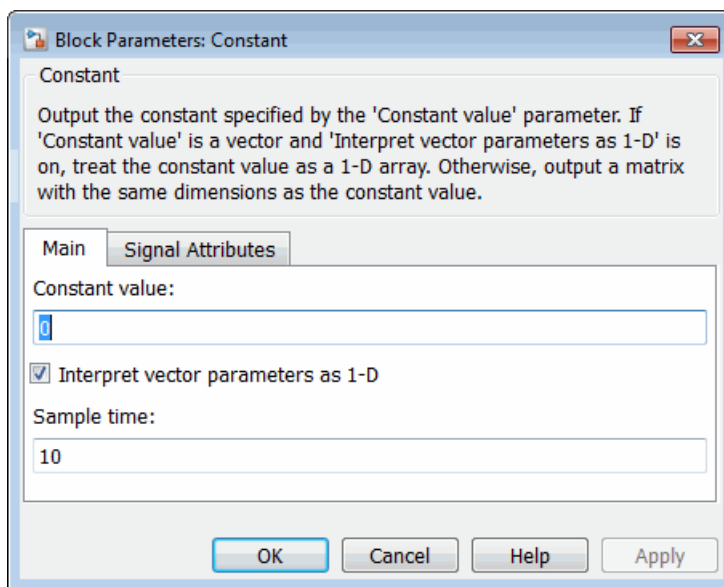 Block Parameters: Constant
Constant
Output the constant specified by the 'Constant value' parameter. If
'Constant value' is a vector and 'Interpret vector parameters as 1-D' is
on, treat the constant value as a 1-D array. Otherwise, output a matrix
with the same dimensions as the constant value.
Main Signal Attributes
Constant value:
0
Interpret vector parameters as 1-D
Sample time:
10
OK Cancel Help Apply